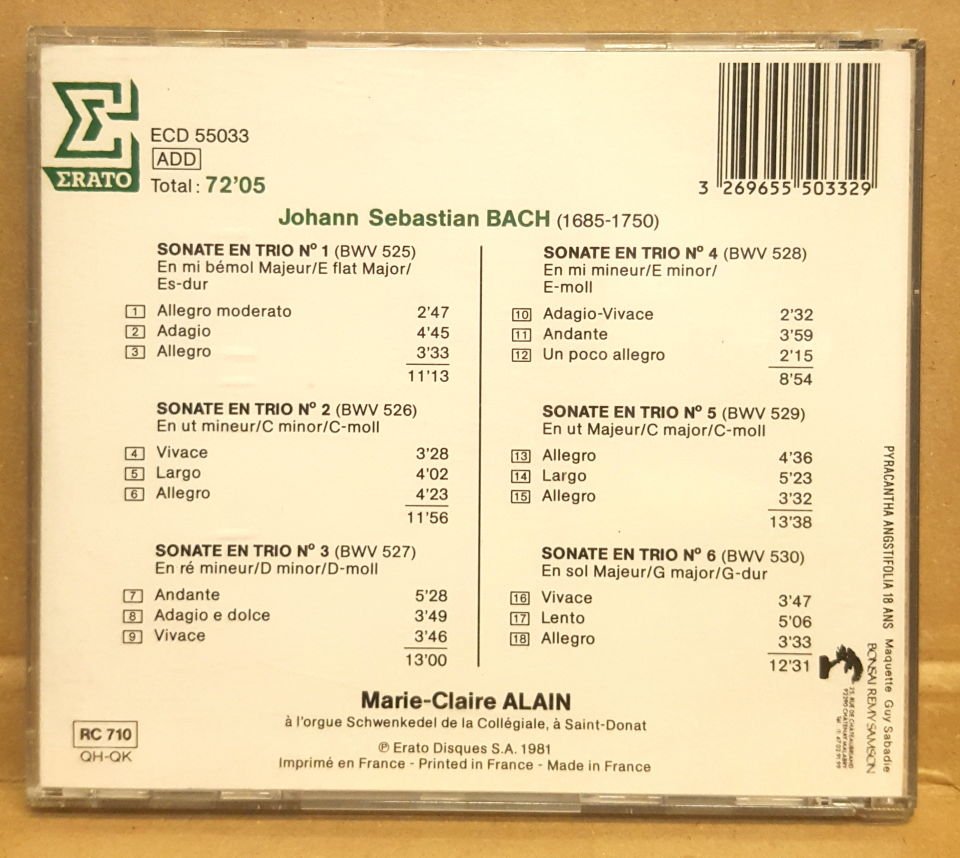 ΣRATO
ECD 55033
ADD
Total : 72'05
3 269655 503329
Johann Sebastian BACH (1685-1750)
SONATE EN TRIO Nº 1 (BWV 525)
En mi bémol Majeur/E flat Major/
Es-dur
1 Allegro moderato 2'47
2 Adagio 4'45
3 Allegro 3'33
11'13
SONATE EN TRIO Nº 2 (BWV 526)
En ut mineur/C minor/C-moll
4 Vivace 3'28
5 Largo 4'02
6 Allegro 4'23
11'56
SONATE EN TRIO Nº 3 (BWV 527)
En ré mineur/D minor/D-moll
7 Andante 5'28
8 Adagio e dolce 3'49
9 Vivace 3'46
13'00
SONATE EN TRIO Nº 4 (BWV 528)
En mi mineur/E minor/
E-moll
10 Adagio-Vivace 2'32
11 Andante 3'59
12 Un poco allegro 2'15
8'54
SONATE EN TRIO Nº 5 (BWV 529)
En ut Majeur/C major/C-moll
13 Allegro 4'36
14 Largo 5'23
15 Allegro 3'32
13'38
SONATE EN TRIO Nº 6 (BWV 530)
En sol Majeur/G major/G-dur
16 Vivace 3'47
17 Lento 5'06
18 Allegro 3'33
12'31
Marie-Claire ALAIN
à l'orgue Schwenkedel de la Collégiale, à Saint-Donat
℗ Erato Disques S.A. 1981
Imprimé en France - Printed in France - Made in France
RC 710
QH-QK
PYRACANTHA ANGSTIFOLIA 18 ANS Maquette Guy Sabadie
BONSAI REMY SAMSON
25, RUE DE CHATEAUBRIAND
92290 CHATENAY MALABRY